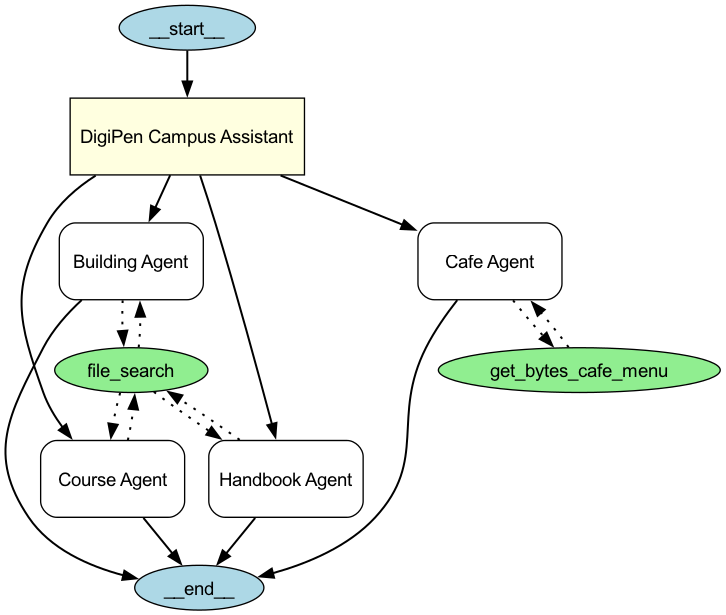 __start__
DigiPen Campus Assistant
Building Agent
Cafe Agent
file_search
get_bytes_cafe_menu
Course Agent
Handbook Agent
__end__